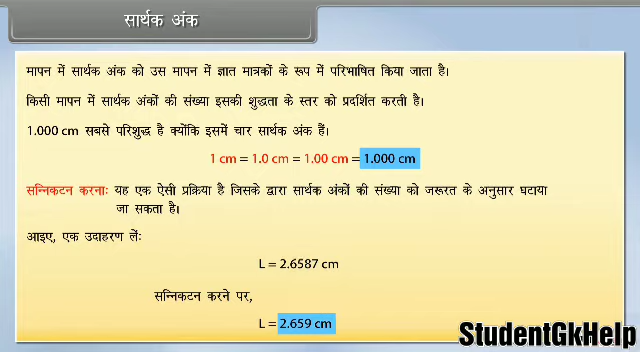 सार्थक अंक
मापन में सार्थक अंक को उस मापन में ज्ञात मात्रकों के रूप में परिभाषित किया जाता है।
किसी मापन में सार्थक अंकों की संख्या इसकी शुद्धता के स्तर को प्रदर्शित करती है।
1.000 cm सबसे परिशुद्ध है क्योंकि इसमें चार सार्थक अंक हैं।
1 cm = 1.0 cm = 1.00 cm = 1.000 cm
सन्निकटन करनाः यह एक ऐसी प्रक्रिया है जिसके द्वारा सार्थक अंकों की संख्या को जरूरत के अनुसार घटाया
जा सकता है।
आइए, एक उदाहरण लेंः
L = 2.6587 cm
सन्निकटन करने पर,
L = 2.659 cm
StudentGkHelp